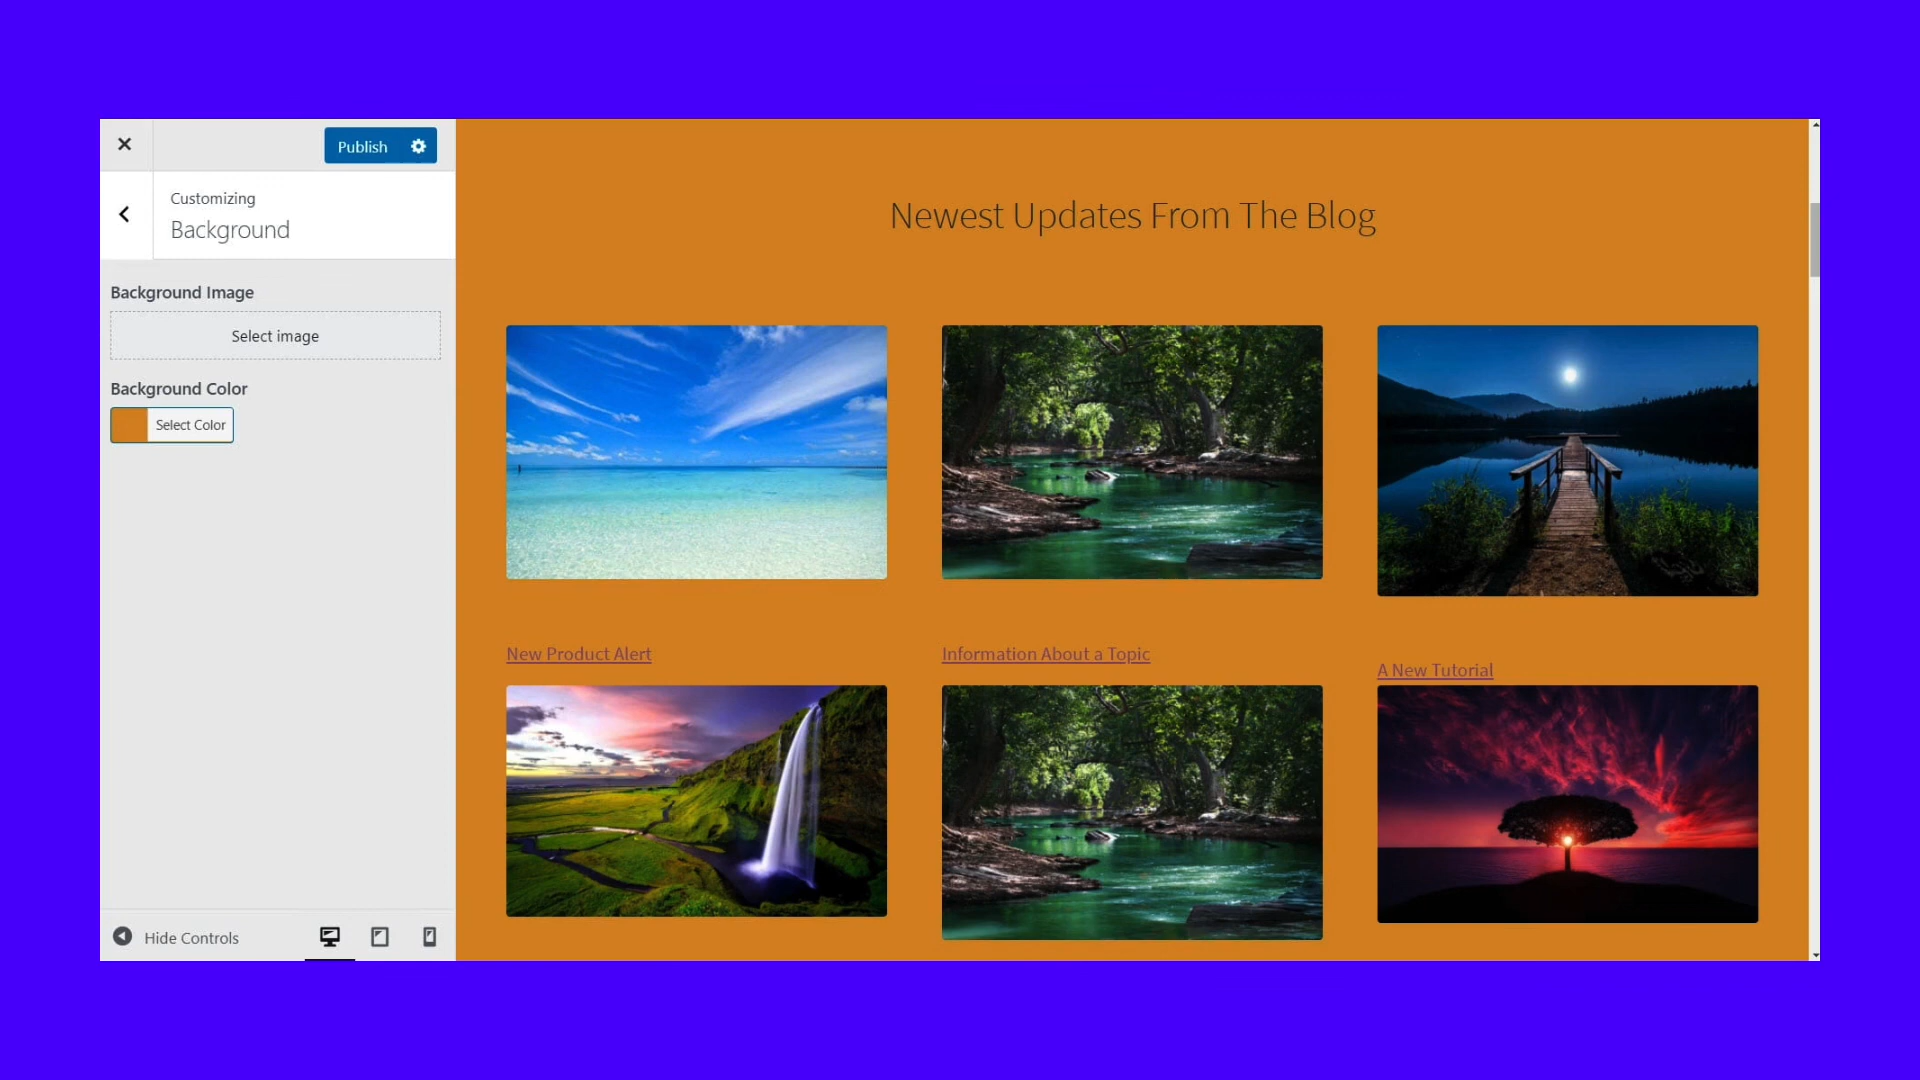 Publish
Customizing
Background
Background Image
Select image
Background Color
Select Color
Hide Controls
Newest Updates From The Blog
New Product Alert
Information About a Topic
A New Tutorial